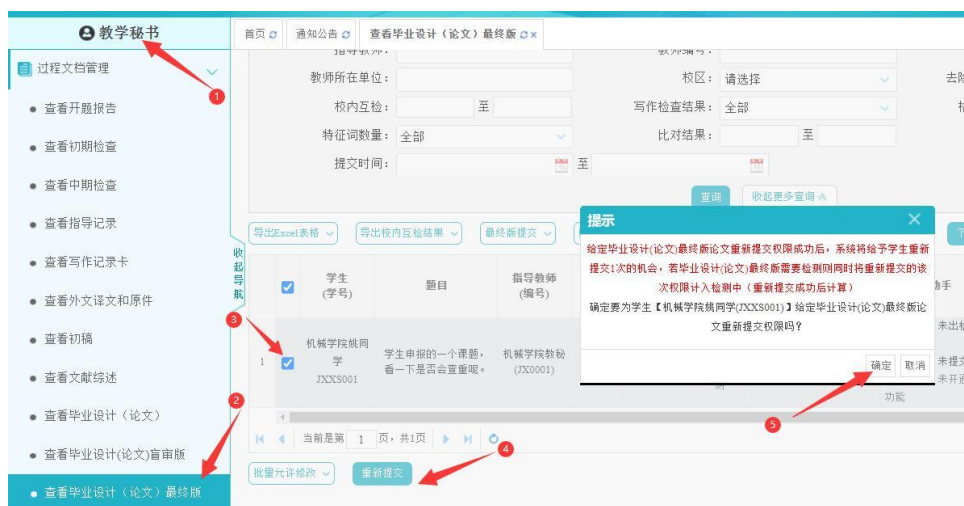 教学秘书
首页
通知公告
查看毕业设计（论文）最终版
过程文档管理
1
查看开题报告
查看初期检查
查看中期检查
查看指导记录
查看写作记录卡
查看外文译文和原件
查看初稿
查看文献综述
查看毕业设计（论文）
查看毕业设计(论文)盲审版
查看毕业设计（论文）最终版
2
收起导航
指导教师：
教师编号：
教师所在单位：
校区：
请选择
校内互检：
至
写作检查结果：
全部
特征词数量：
全部
比对结果：
至
提交时间：
至
查询
收起更多查询
导出Excel表格
导出校内互检结果
最终版提交
学生
(学号)
题目
指导教师
(编号)
3
1
机械学院姚同
学
JXXS001
学生申报的一个课题，
看一下是否会查重呢。
机械学院教秘
(JX0001)
提示
给定毕业设计(论文)最终版论文重新提交权限成功后，系统将给予学生重新
提交1次的机会，若毕业设计(论文)最终版需要检测则同时将重新提交的该
次权限计入检测中（重新提交成功后计算）
确定要为学生【机械学院姚同学(JXXS001)】给定毕业设计(论文)最终版论
文重新提交权限吗？
确定
取消
5
功能
当前是第 1 页，共1页
4
批量允许修改
重新提交